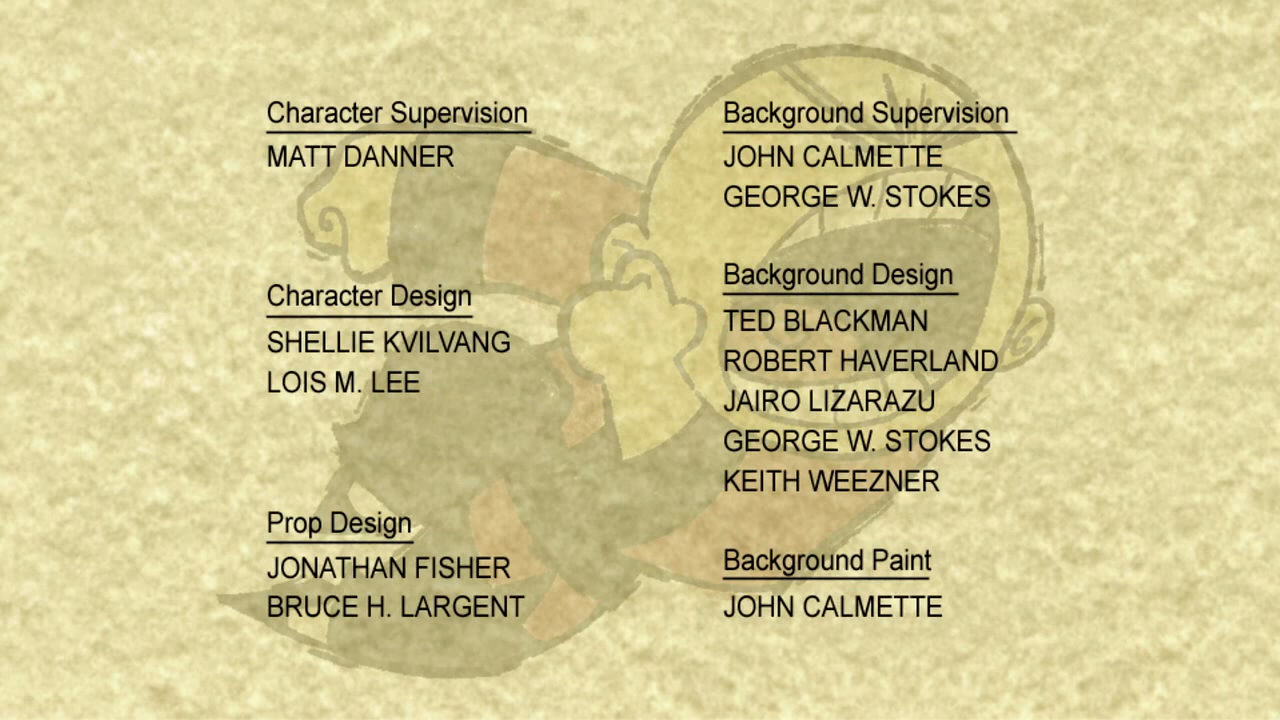 Character Supervision
MATT DANNER
Character Design
SHELLIE KVILVANG
LOIS M. LEE
Prop Design
JONATHAN FISHER
BRUCE H. LARGENT
Background Supervision
JOHN CALMETTE
GEORGE W. STOKES
Background Design
TED BLACKMAN
ROBERT HAVERLAND
JAIRO LIZARAZU
GEORGE W. STOKES
KEITH WEEZNER
Background Paint
JOHN CALMETTE